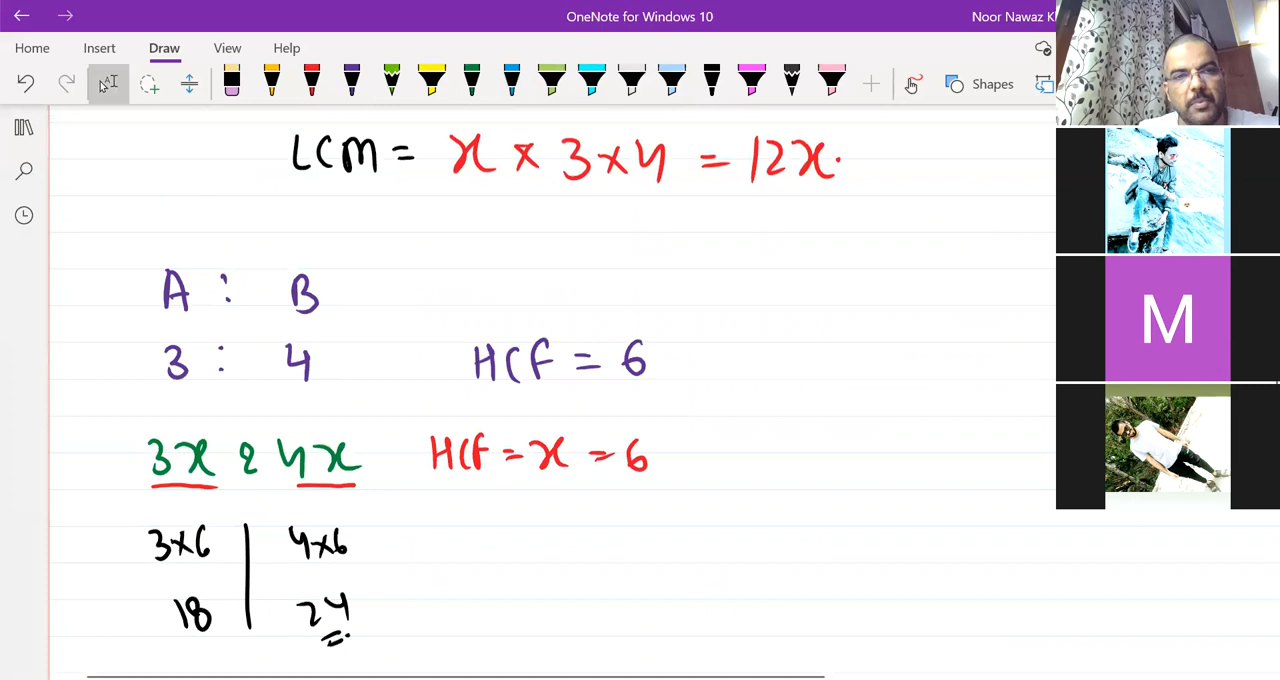 OneNote for Windows 10
Noor Nawaz K
Home Insert Draw View Help
Shapes
LCM = x × 3 × 4 = 12x.
A : B
3 : 4 HCF = 6
3x 2 4x HCF = x = 6
3×6 | 4×6
18 | 24
M